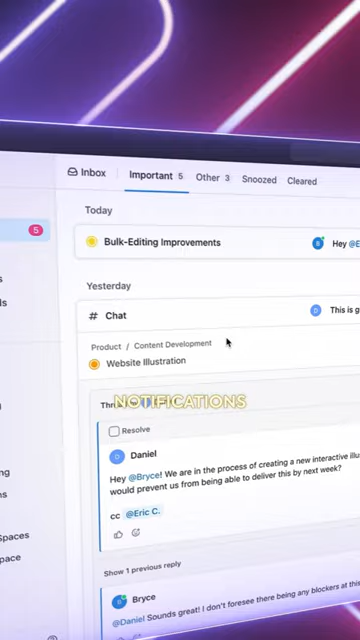 Inbox
Important 5
Other 3
Snoozed
Cleared
5
Today
Bulk-Editing Improvements
B
Hey @E
Yesterday
# Chat
D
This is g
Product / Content Development
Website Illustration
NOTIFICATIONS
Resolve
D
Daniel
Hey @Bryce! We are in the process of creating a new interactive illu
would prevent us from being able to deliver this by next week?
cc @Eric C.
Show 1 previous reply
D
Bryce
@Daniel Sounds great! I don't foresee there being any blockers at this
Spaces
pace